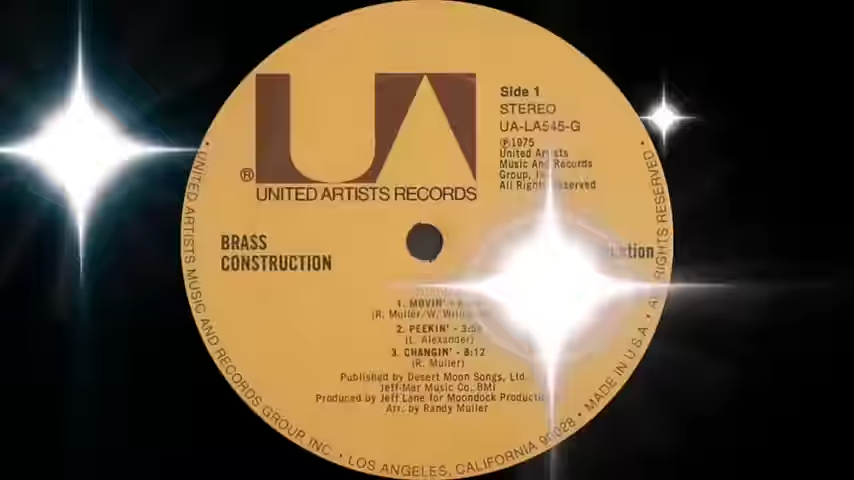 UA
Side 1
STEREO
UA-LA545-G
℗1975
United Artists
Music And Records
Group, In
All Rights Reserved
® UNITED ARTISTS RECORDS
BRASS
CONSTRUCTION
1. MOVIN' -
(R. Muller/W.
2. PEEKIN' - 3:
(L. Alexander)
3. CHANGIN' - 8:12
(R. Muller)
Published by Desert Moon Songs, Ltd.
Jeff-Mar Music Co. BMI
Produced by Jeff Lane for Moondock
Arr. by Randy Muller
• UNITED ARTISTS MUSIC AND RECORDS GROUP, INC. • LOS ANGELES, CALIFORNIA 90028 • MADE IN U.S.A. • ALL RIGHTS RESERVED •